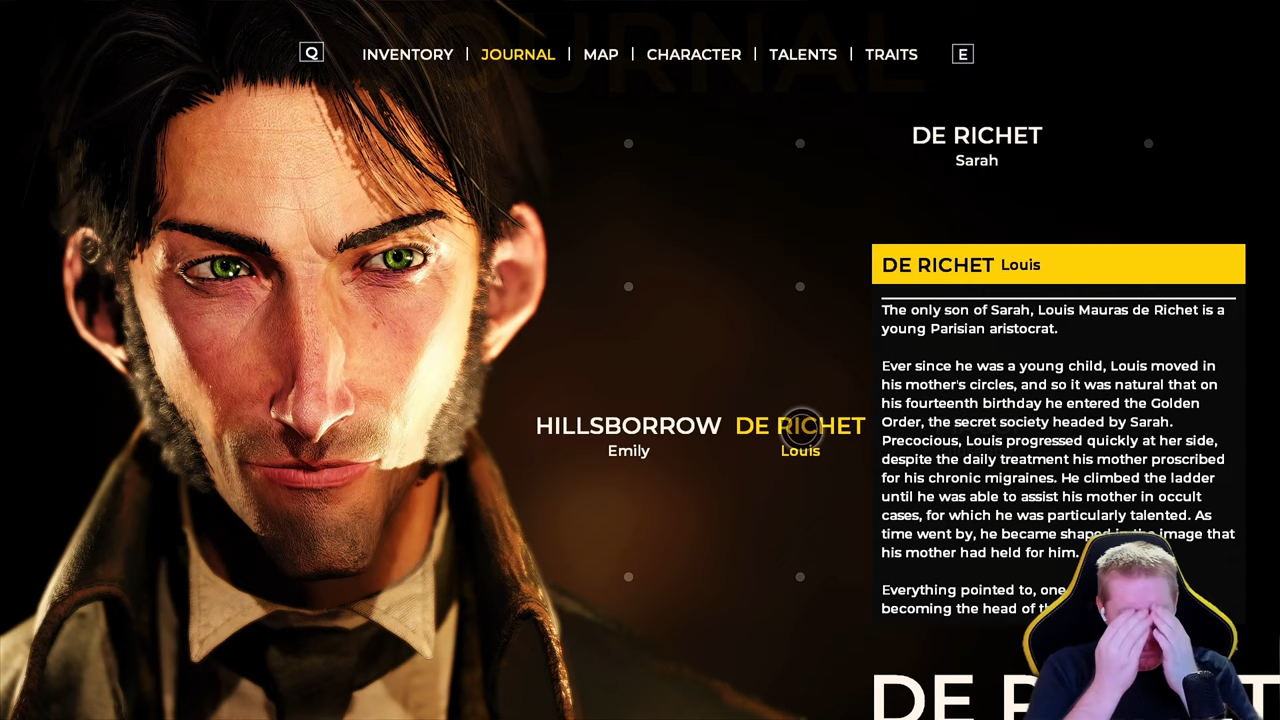 JOURNAL
Q INVENTORY | JOURNAL | MAP | CHARACTER | TALENTS | TRAITS E
DE RICHET
Sarah
DE RICHET Louis
The only son of Sarah, Louis Mauras de Richet is a
young Parisian aristocrat.
Ever since he was a young child, Louis moved in
his mother's circles, and so it was natural that on
his fourteenth birthday he entered the Golden
Order, the secret society headed by Sarah.
Precocious, Louis progressed quickly at her side,
despite the daily treatment his mother proscribed
for his chronic migraines. He climbed the ladder
until he was able to assist his mother in occult
cases, for which he was particularly talented. As
time went by, he became shaped in the image that
his mother had held for him.
Everything pointed to, one
becoming the head of
HILLSBORROW
Emily
DE RICHET
Louis
DE